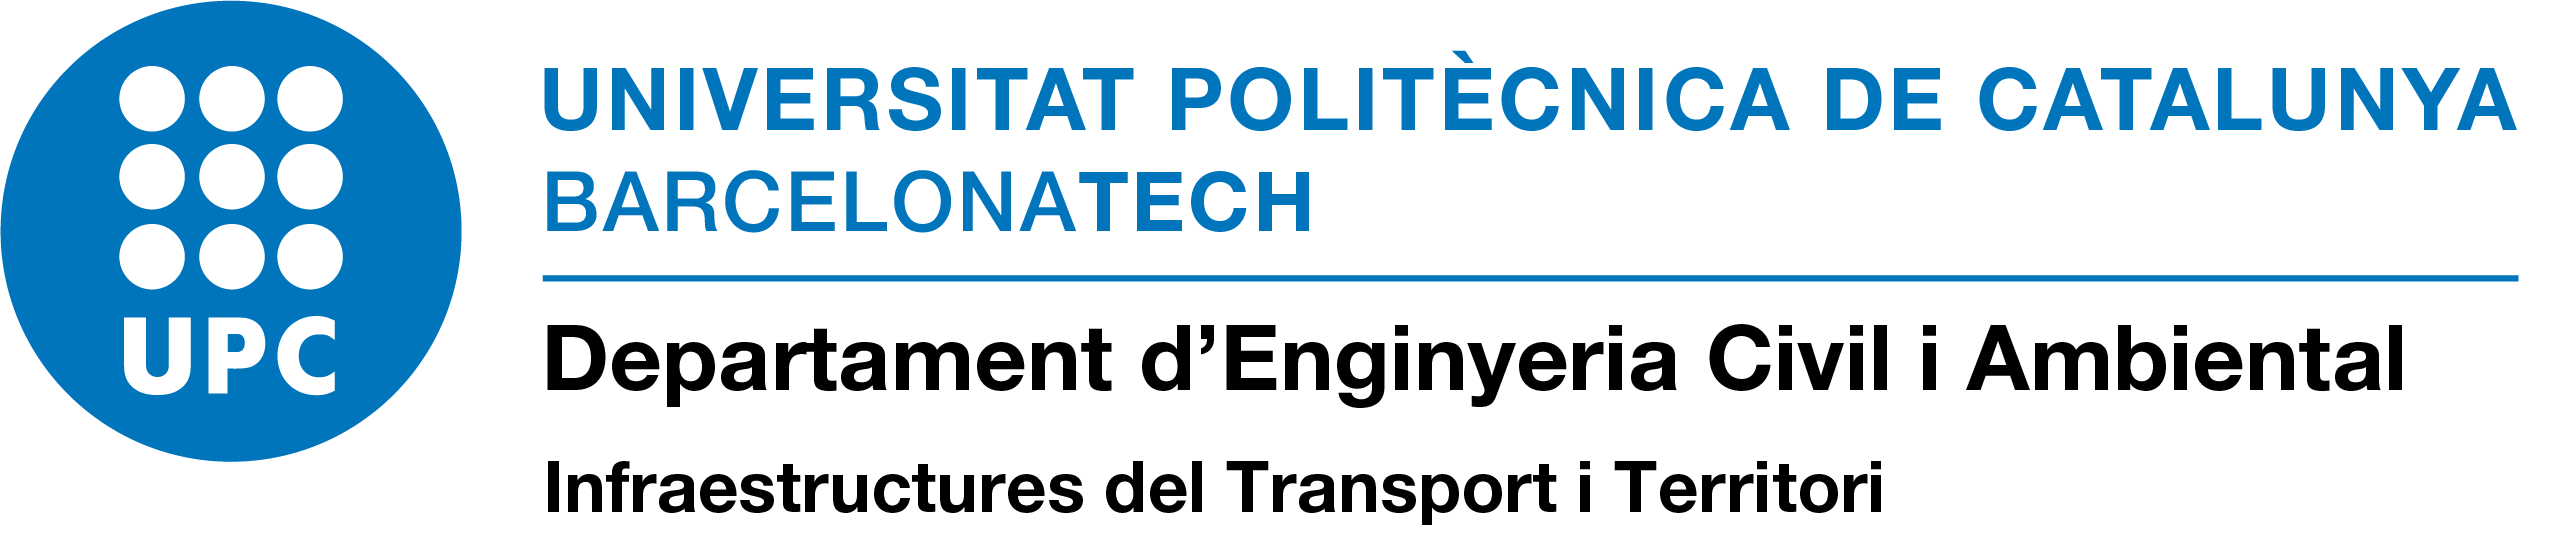 UPC
UNIVERSITAT POLITÈCNICA DE CATALUNYA
BARCELONATECH
Departament d’Enginyeria Civil i Ambiental
Infraestructures del Transport i Territori